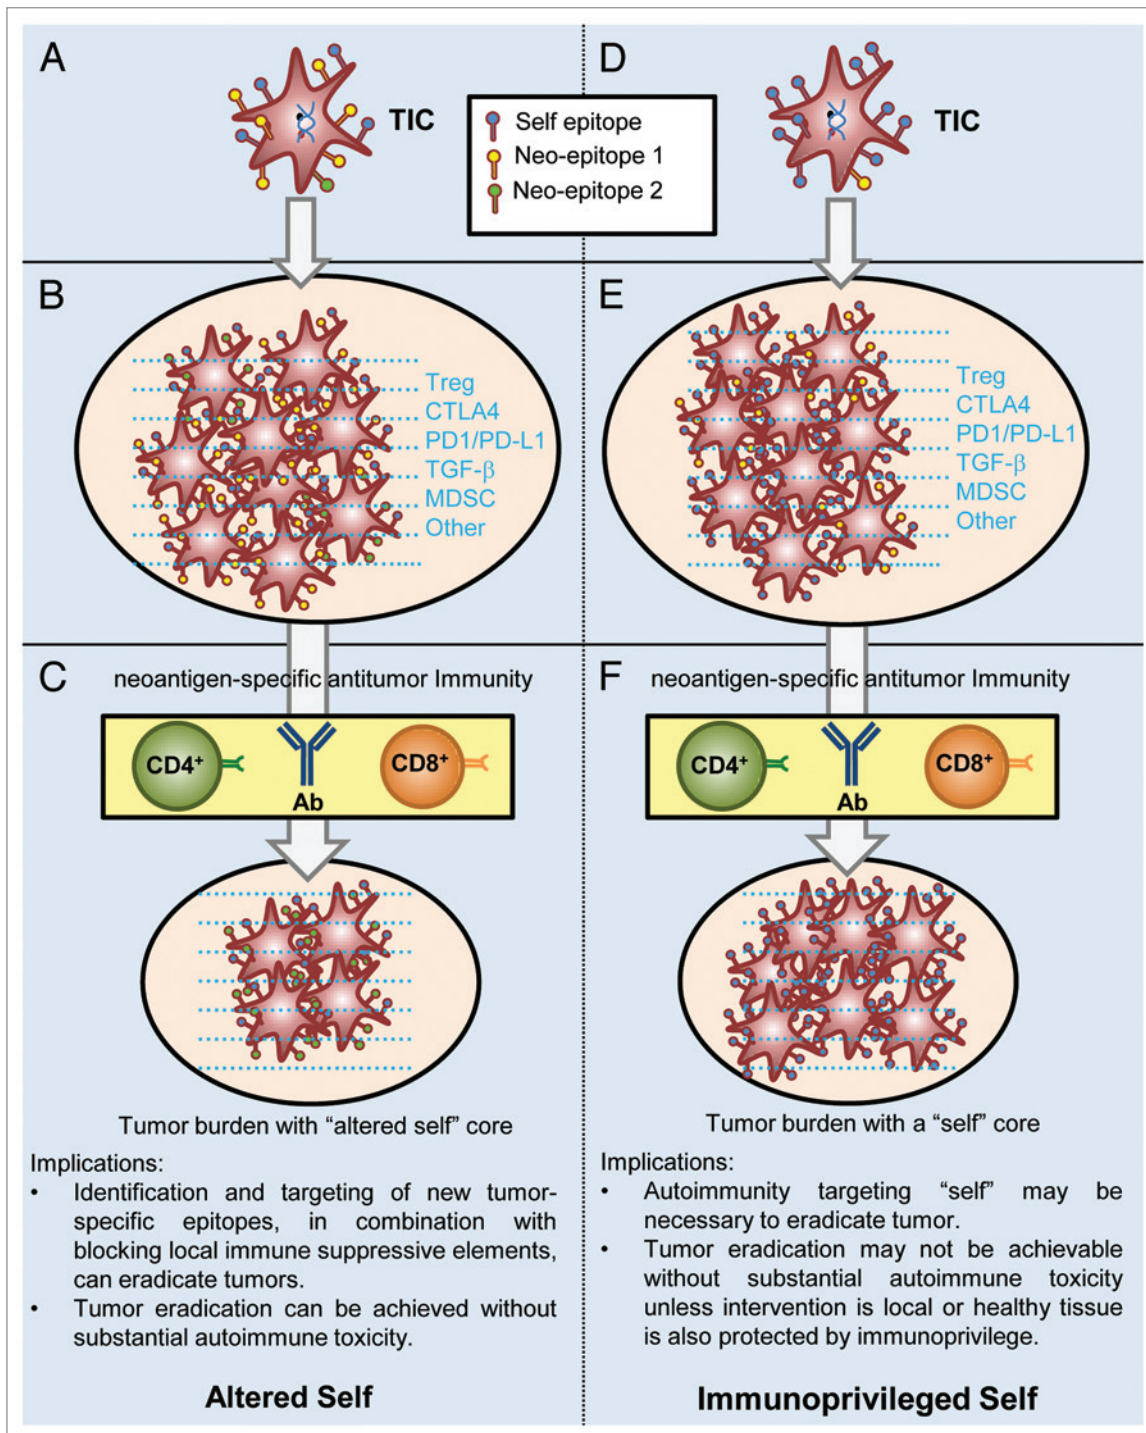 A
TIC
D
TIC
Self epitope
Neo-epitope 1
Neo-epitope 2
B
Treg
CTLA4
PD1/PD-L1
TGF-β
MDSC
Other
E
Treg
CTLA4
PD1/PD-L1
TGF-β
MDSC
Other
C
neoantigen-specific antitumor Immunity
CD4+
Ab
CD8+
Tumor burden with “altered self” core
Implications:
• Identification and targeting of new tumor-
specific epitopes, in combination with
blocking local immune suppressive elements,
can eradicate tumors.
• Tumor eradication can be achieved without
substantial autoimmune toxicity.
Altered Self
F
neoantigen-specific antitumor Immunity
CD4+
Ab
CD8+
Tumor burden with a “self” core
Implications:
• Autoimmunity targeting “self” may be
necessary to eradicate tumor.
• Tumor eradication may not be achievable
without substantial autoimmune toxicity
unless intervention is local or healthy tissue
is also protected by immunoprivilege.
Immunoprivileged Self